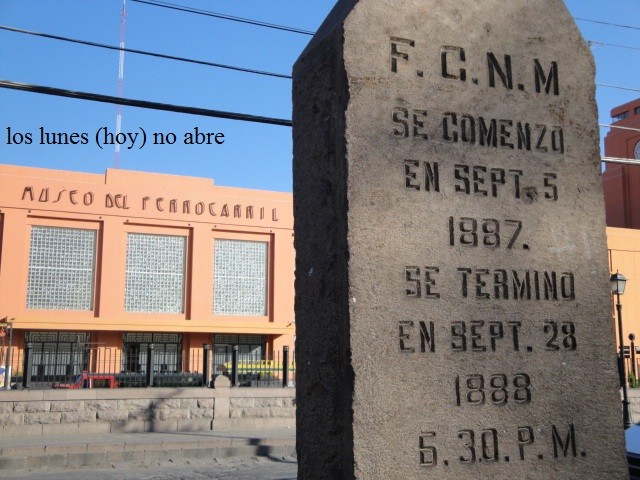 los lunes (hoy) no abre
MUSEO DEL FERROCARRIL
F.C.N.M
SE COMENZO
EN SEPT. 5
1887.
SE TERMINO
EN SEPT. 28
1888
6.30.P.M.